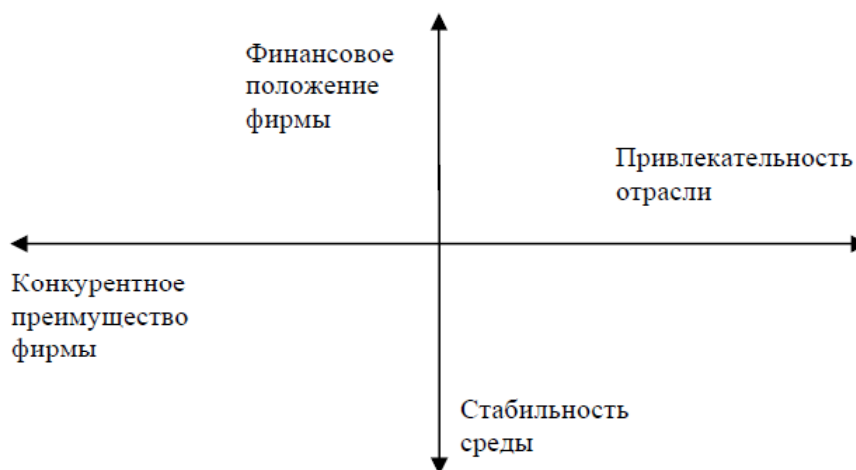 Финансовое
положение
фирмы
Привлекательность
отрасли
Конкурентное
преимущество
фирмы
Стабильность
среды